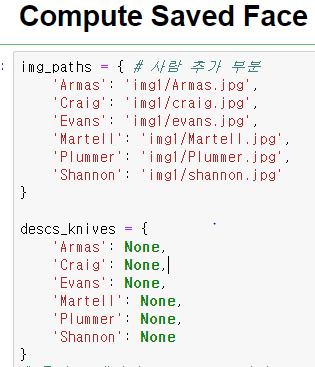 Compute Saved Face
img_paths = { # 사람 추가 부분
'Armas': 'img1/Armas.jpg',
'Craig': 'img1/craig.jpg',
'Evans': 'img1/evans.jpg',
'Martell': 'img1/Martell.jpg',
'Plummer': 'img1/Plummer.jpg',
'Shannon': 'img1/shannon.jpg'
}
descs_knives = {
'Armas': None,
'Craig': None,
'Evans': None,
'Martell': None,
'Plummer': None,
'Shannon': None
}